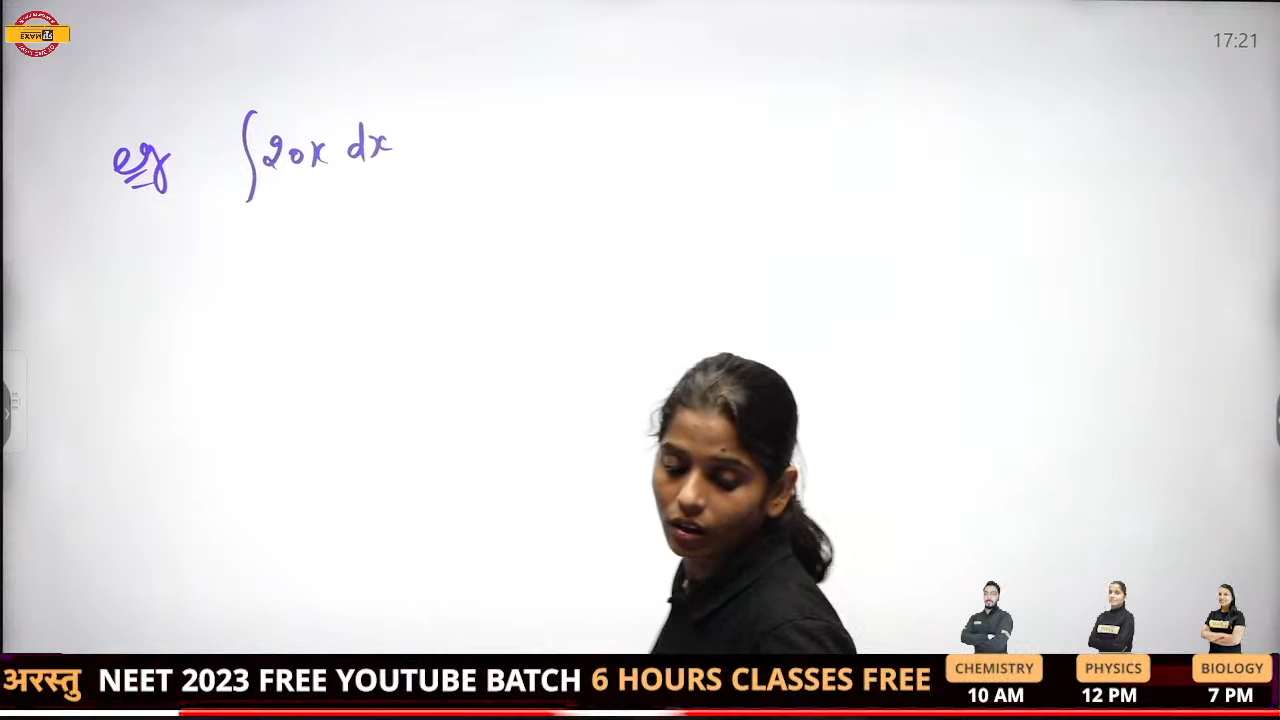 17:21
eg ∫20x dx
अरस्तु NEET 2023 FREE YOUTUBE BATCH 6 HOURS CLASSES FREE
CHEMISTRY PHYSICS BIOLOGY
10 AM 12 PM 7 PM